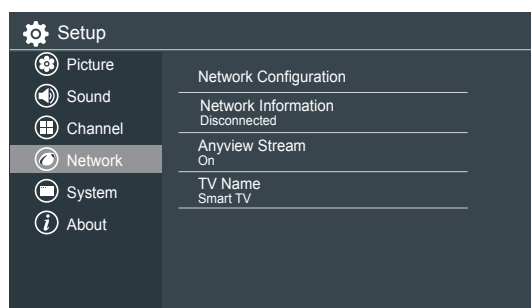 Setup
Picture
Sound
Channel
Network
System
About
Network Configuration
Network Information
Disconnected
Anyview Stream
On
TV Name
Smart TV